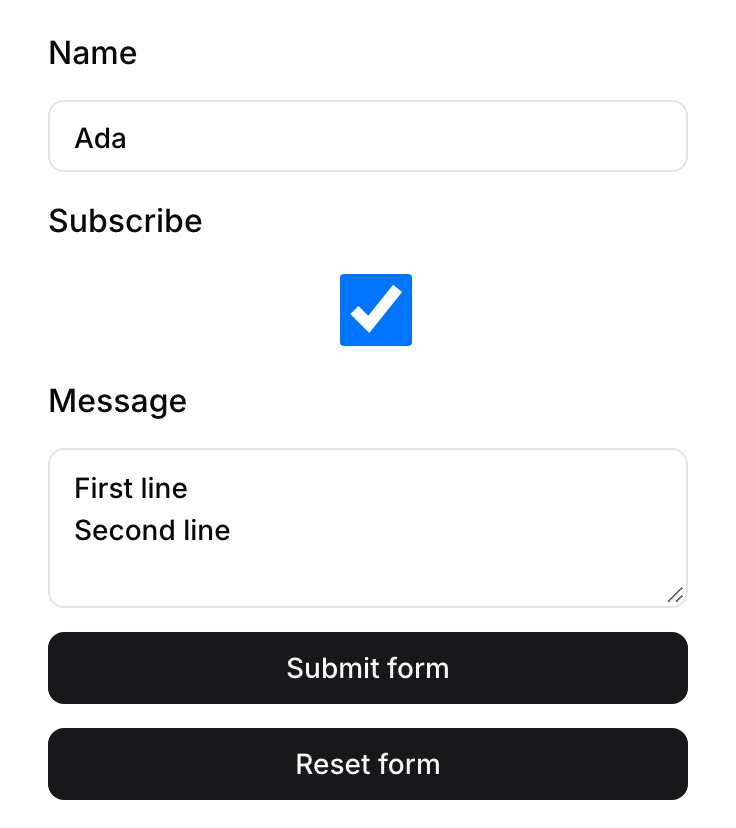 Name
Ada
Subscribe
Message
First line
Second line
Submit form
Reset form